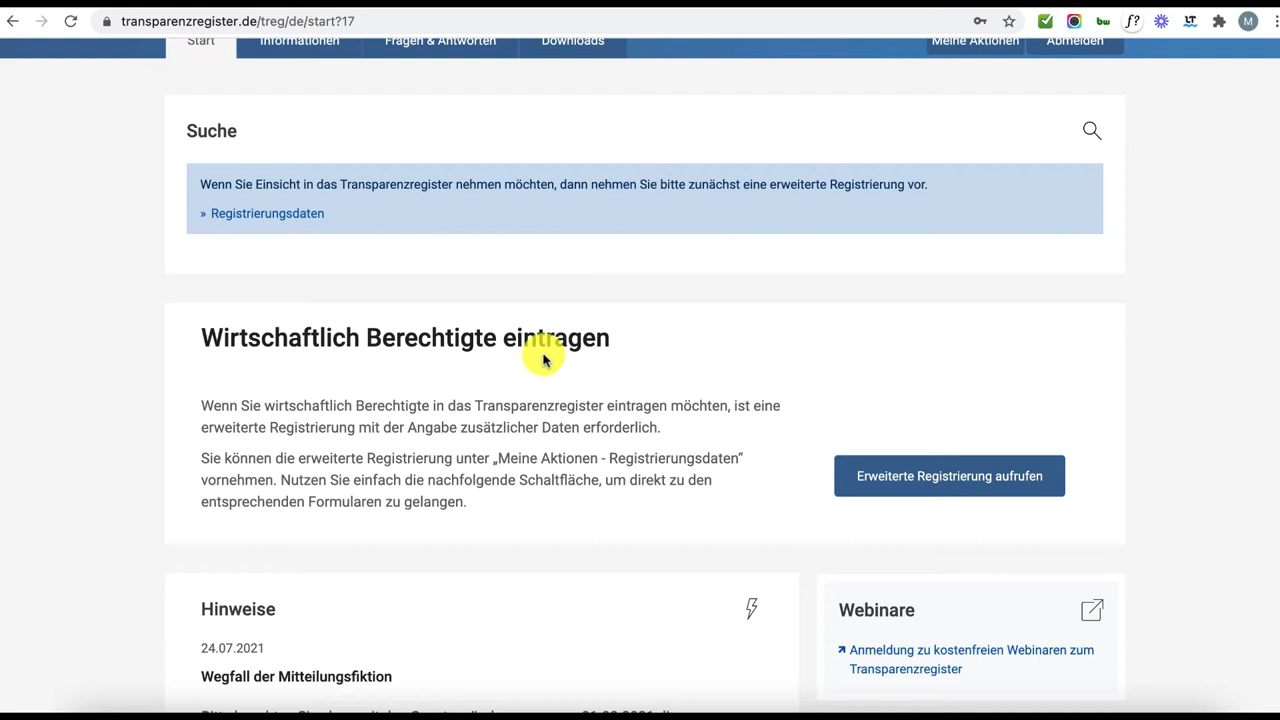 transparenzregister.de/treg/de/start?17
bw
f?
LT
M
Start Informationen Fragen & Antworten Downloads Meine Aktionen Abmelden
Suche
Wenn Sie Einsicht in das Transparenzregister nehmen möchten, dann nehmen Sie bitte zunächst eine erweiterte Registrierung vor.
» Registrierungsdaten
Wirtschaftlich Berechtigte eintragen
Wenn Sie wirtschaftlich Berechtigte in das Transparenzregister eintragen möchten, ist eine
erweiterte Registrierung mit der Angabe zusätzlicher Daten erforderlich.
Sie können die erweiterte Registrierung unter „Meine Aktionen - Registrierungsdaten“
vornehmen. Nutzen Sie einfach die nachfolgende Schaltfläche, um direkt zu den
entsprechenden Formularen zu gelangen.
Erweiterte Registrierung aufrufen
Hinweise
24.07.2021
Wegfall der Mitteilungsfiktion
Webinare
Anmeldung zu kostenfreien Webinaren zum
Transparenzregister